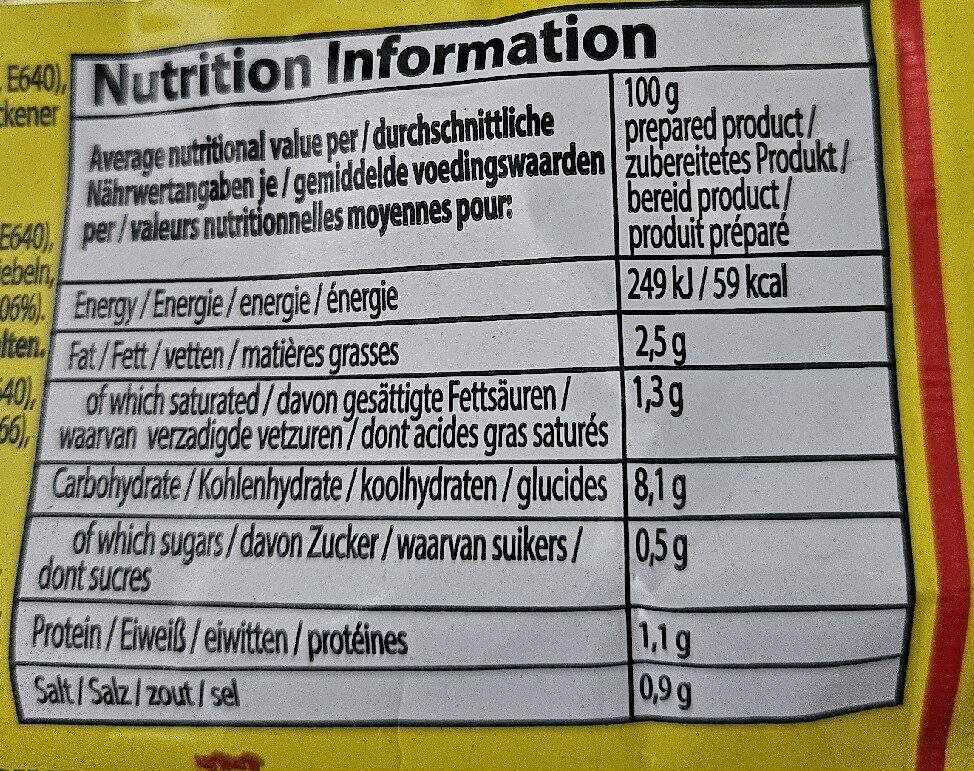 E640),
ckener
E640),
ebeln,
06%).
lten.
40),
66),
Nutrition Information
Average nutritional value per / durchschnittliche
Nährwertangaben je / gemiddelde voedingswaarden
per / valeurs nutritionnelles moyennes pour:
100 g
prepared product /
zubereitetes Produkt /
bereid product /
produit préparé
Energy / Energie / energie / énergie
249 kJ / 59 kcal
Fat / Fett / vetten / matières grasses
2,5 g
of which saturated / davon gesättigte Fettsäuren /
waarvan verzadigde vetzuren / dont acides gras saturés
1,3 g
Carbohydrate / Kohlenhydrate / koolhydraten / glucides
8,1 g
of which sugars / davon Zucker / waarvan suikers /
dont sucres
0,5 g
Protein / Eiweiß / eiwitten / protéines
1,1 g
Salt / Salz / zout / sel
0,9 g